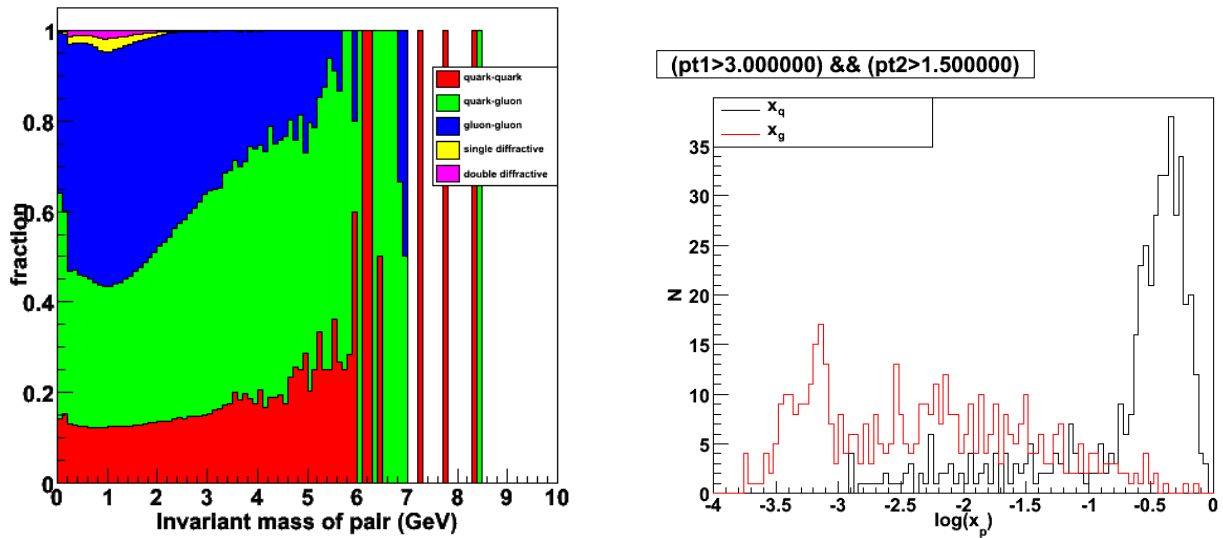 1
0.8
0.6
0.4
0.2
0
fraction
quark-quark
quark-gluon
gluon-gluon
single diffractive
double diffractive
0 1 2 3 4 5 6 7 8 9 10
Invariant mass of pair (GeV)
(pt1>3.000000) && (pt2>1.500000)
x_q
x_g
35
30
25
20
15
10
5
0
N
-4 -3.5 -3 -2.5 -2 -1.5 -1 -0.5 0
log(x_p)